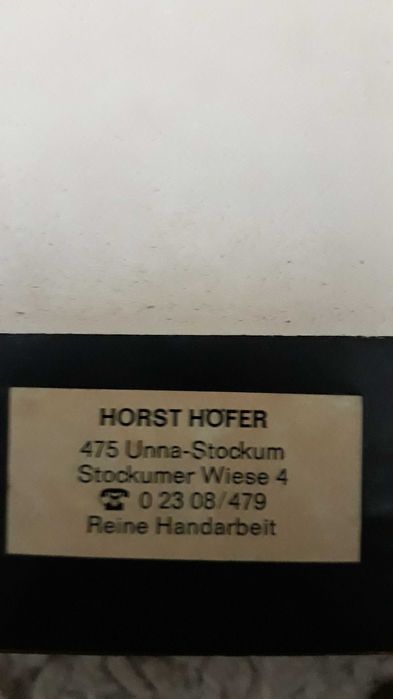 HORST HÖFER
475 Unna-Stockum
Stockumer Wiese 4
☎ 0 23 08/479
Reine Handarbeit